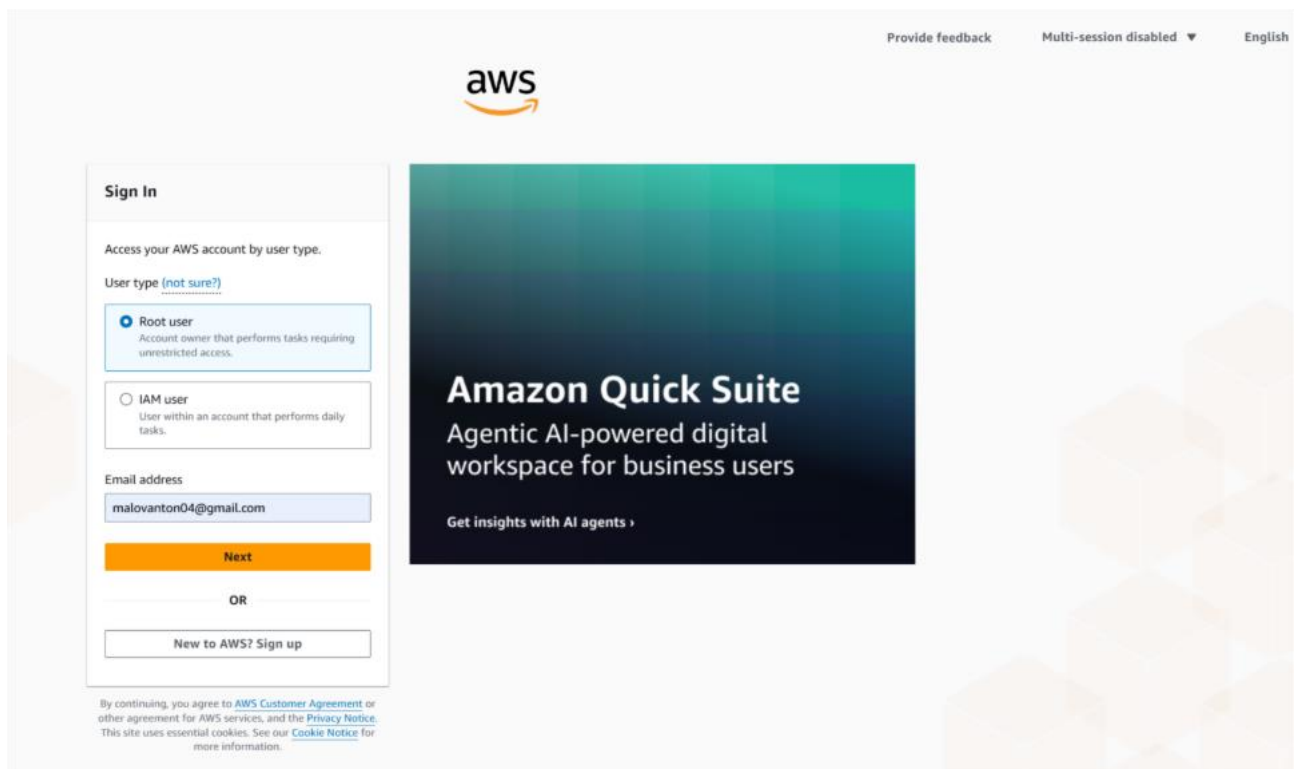 Provide feedback
Multi-session disabled ▼
English
aws
Sign In
Access your AWS account by user type.
User type (not sure?)
Root user
Account owner that performs tasks requiring
unrestricted access.
IAM user
User within an account that performs daily
tasks.
Email address
malovanton04@gmail.com
Next
OR
New to AWS? Sign up
By continuing, you agree to AWS Customer Agreement or
other agreement for AWS services, and the Privacy Notice.
This site uses essential cookies. See our Cookie Notice for
more information.
Amazon Quick Suite
Agentic AI-powered digital
workspace for business users
Get insights with AI agents ›